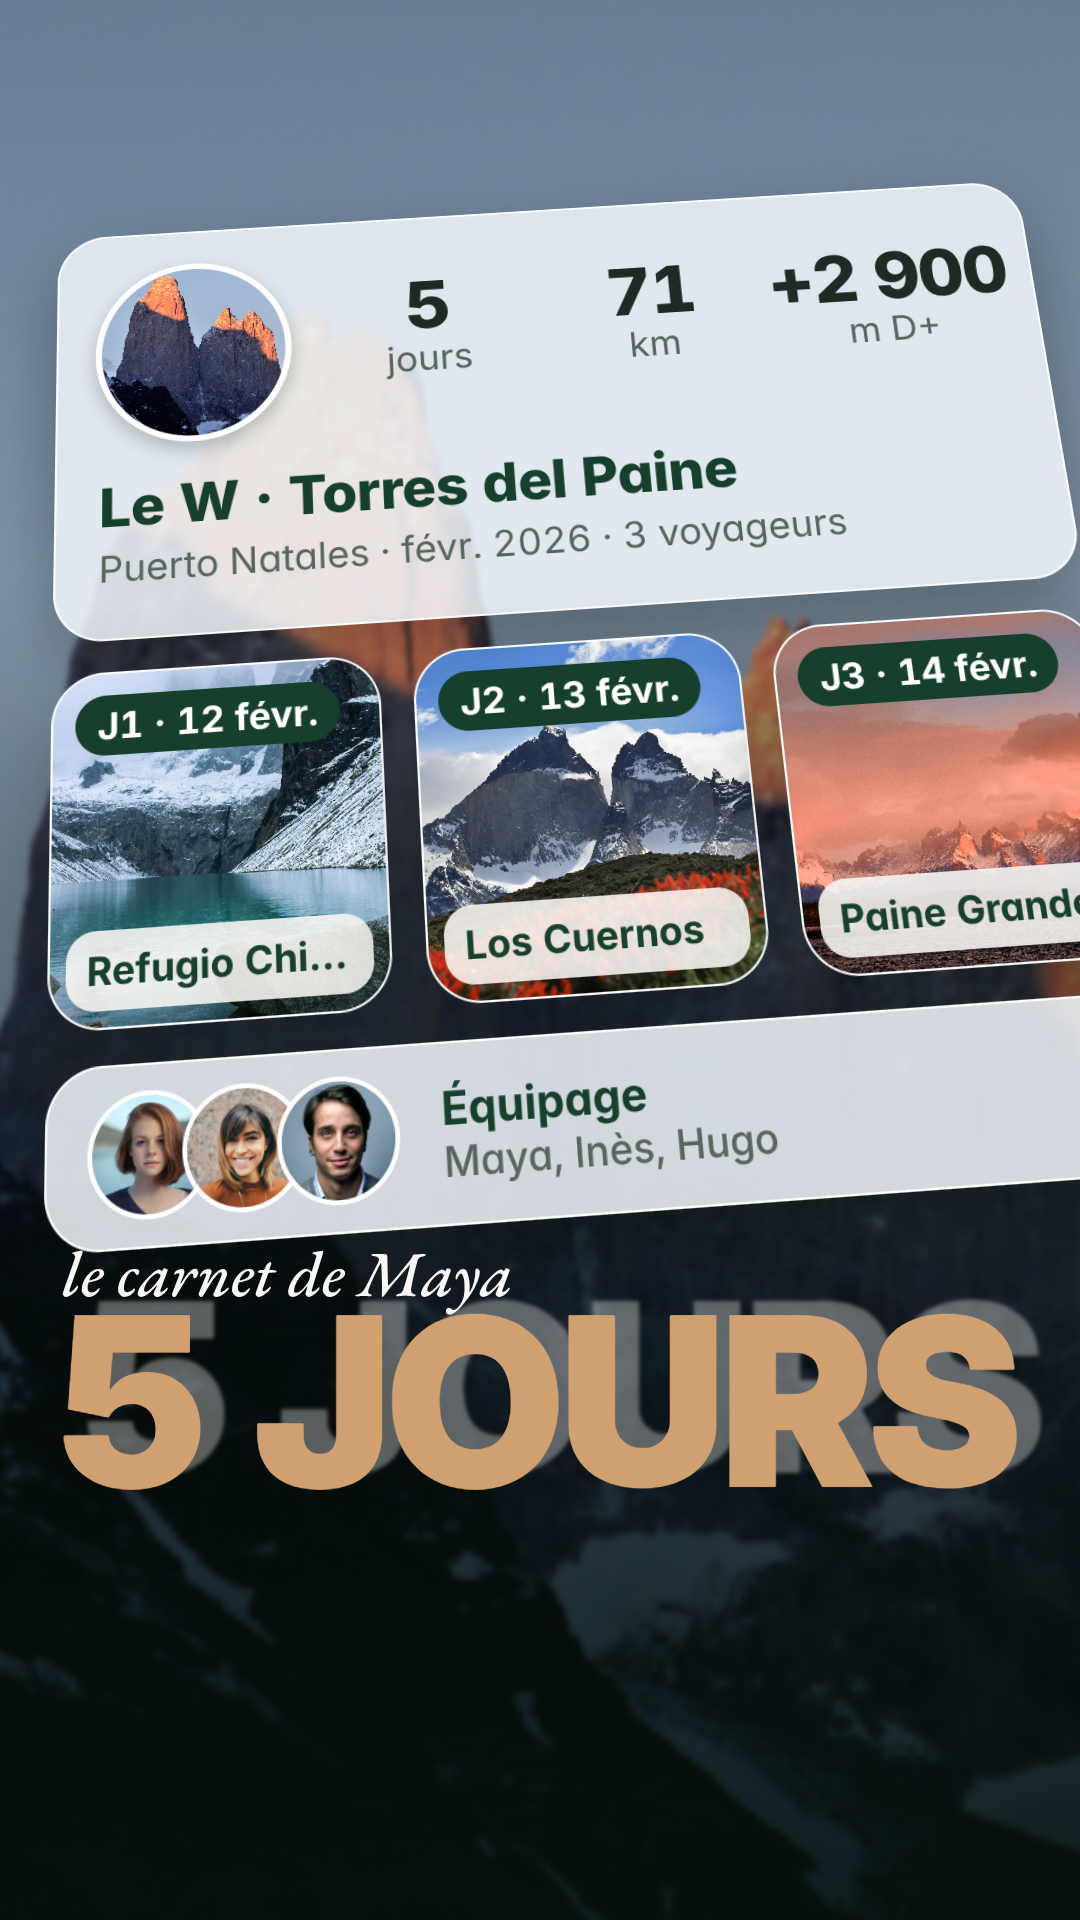 5
jours
71
km
+2 900
m D+
Le W · Torres del Paine
Puerto Natales · févr. 2026 · 3 voyageurs
J1 · 12 févr.
Refugio Chi...
J2 · 13 févr.
Los Cuernos
J3 · 14 févr.
Paine Grande
Équipage
Maya, Inès, Hugo
le carnet de Maya
5 JOURS